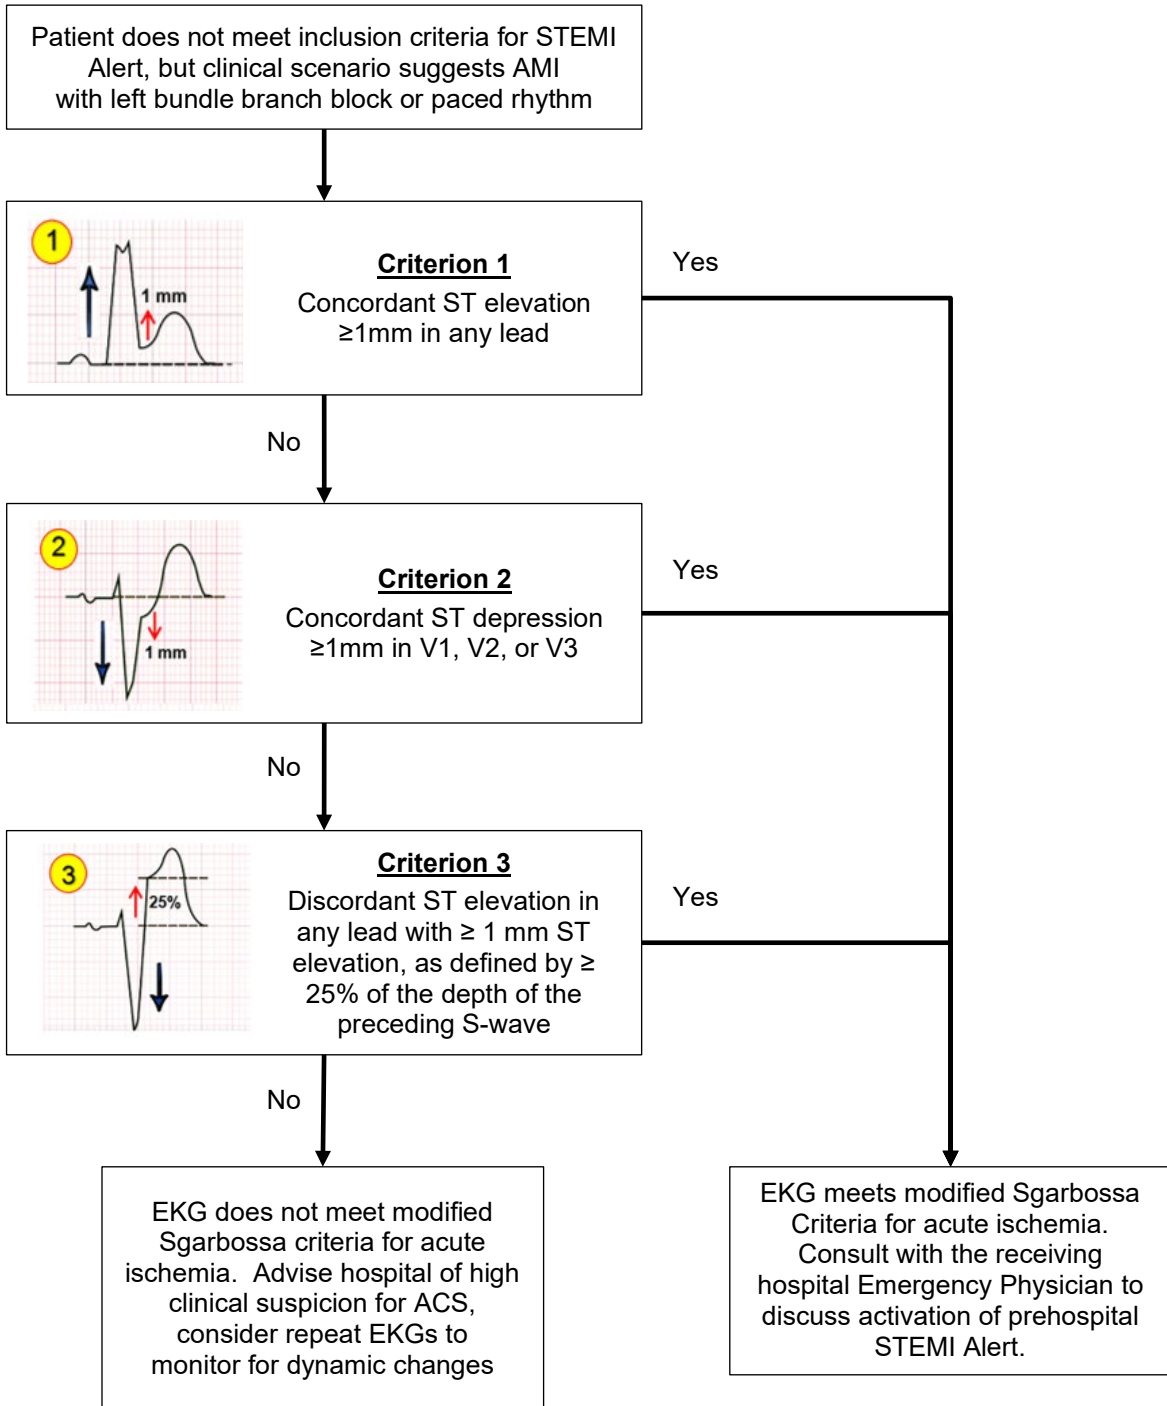 Patient does not meet inclusion criteria for STEMI
Alert, but clinical scenario suggests AMI
with left bundle branch block or paced rhythm
1
1 mm
Criterion 1
Concordant ST elevation
≥1mm in any lead
Yes
No
2
1 mm
Criterion 2
Concordant ST depression
≥1mm in V1, V2, or V3
Yes
No
3
25%
Criterion 3
Discordant ST elevation in
any lead with ≥ 1 mm ST
elevation, as defined by ≥
25% of the depth of the
preceding S-wave
Yes
No
EKG does not meet modified
Sgarbossa criteria for acute
ischemia.  Advise hospital of high
clinical suspicion for ACS,
consider repeat EKGs to
monitor for dynamic changes
EKG meets modified Sgarbossa
Criteria for acute ischemia.
Consult with the receiving
hospital Emergency Physician to
discuss activation of prehospital
STEMI Alert.